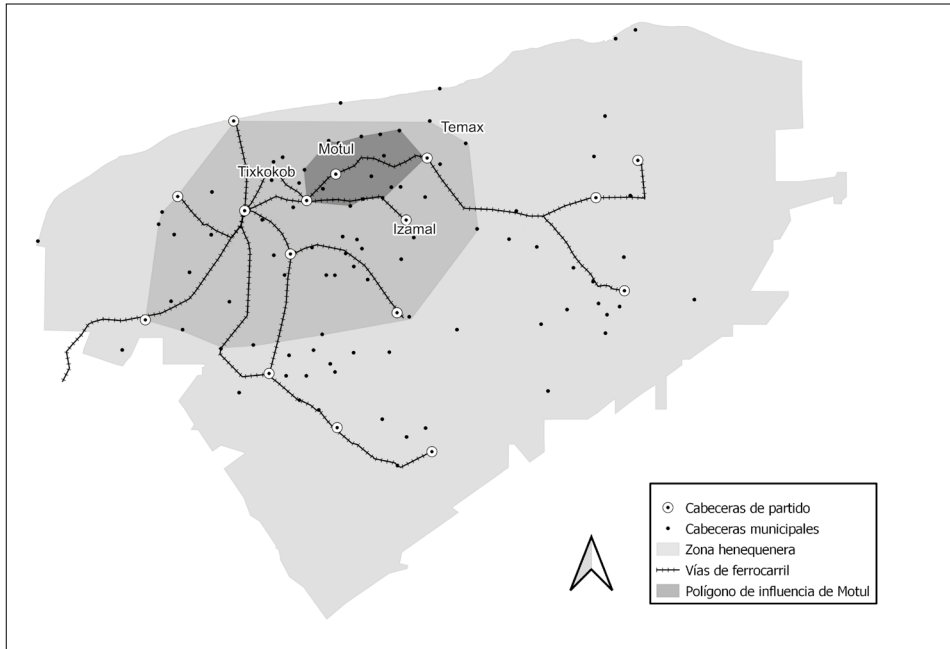 Temax
Motul
Tixkokob
Izamal
Cabeceras de partido
Cabeceras municipales
Zona henequenera
Vías de ferrocarril
Polígono de influencia de Motul